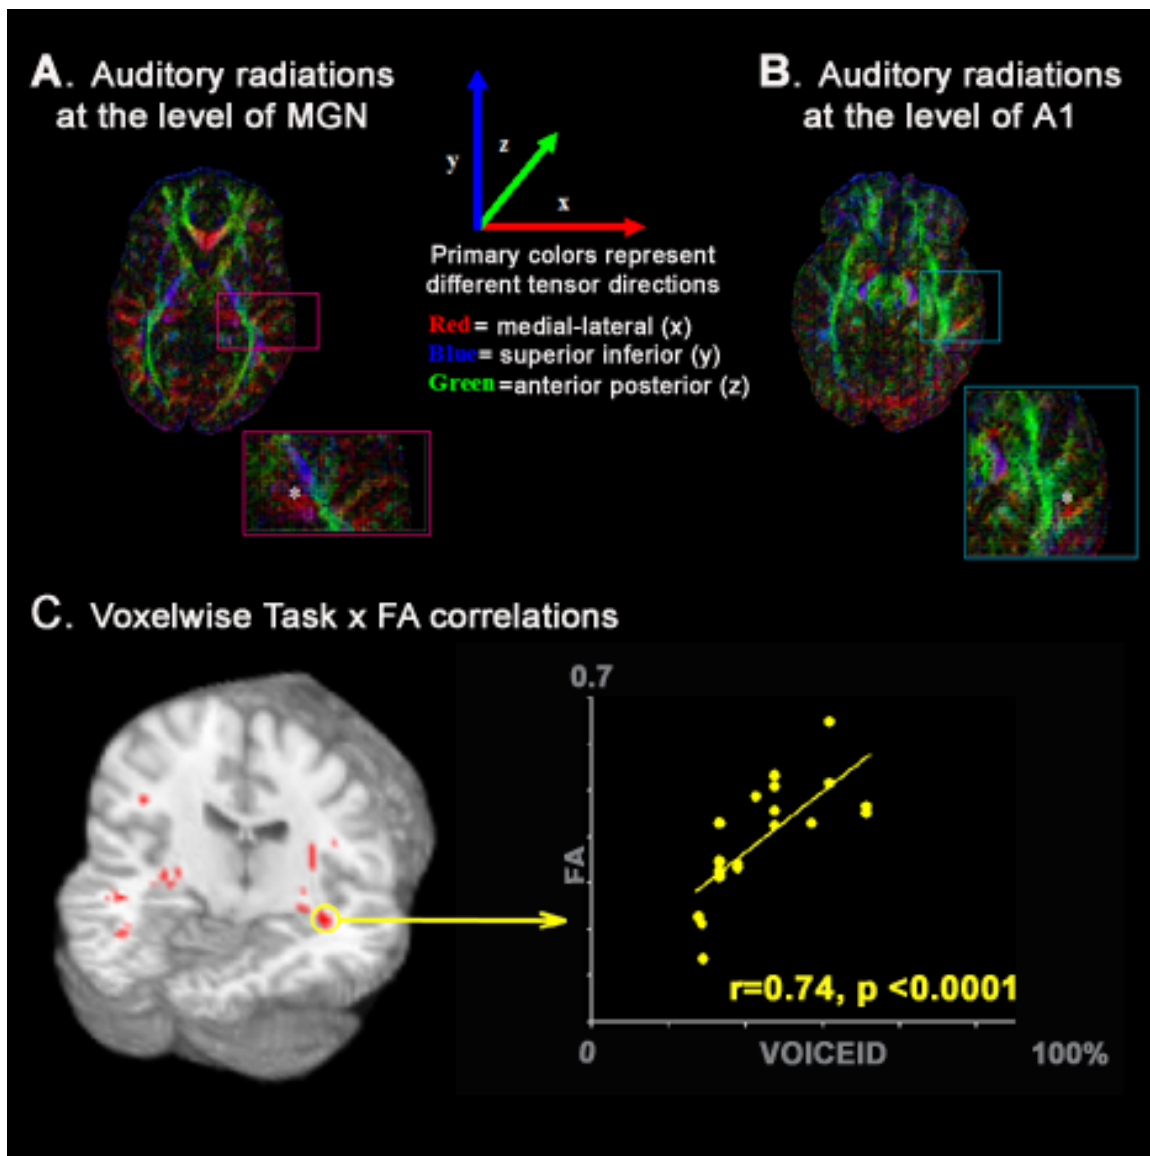 A. Auditory radiations
at the level of MGN
B. Auditory radiations
at the level of A1
y
z
x
Primary colors represent
different tensor directions
Red= medial-lateral (x)
Blue= superior inferior (y)
Green=anterior posterior (z)
*
*
C. Voxelwise Task x FA correlations
0.7
FA
r=0.74, p <0.0001
0
VOICEID
100%